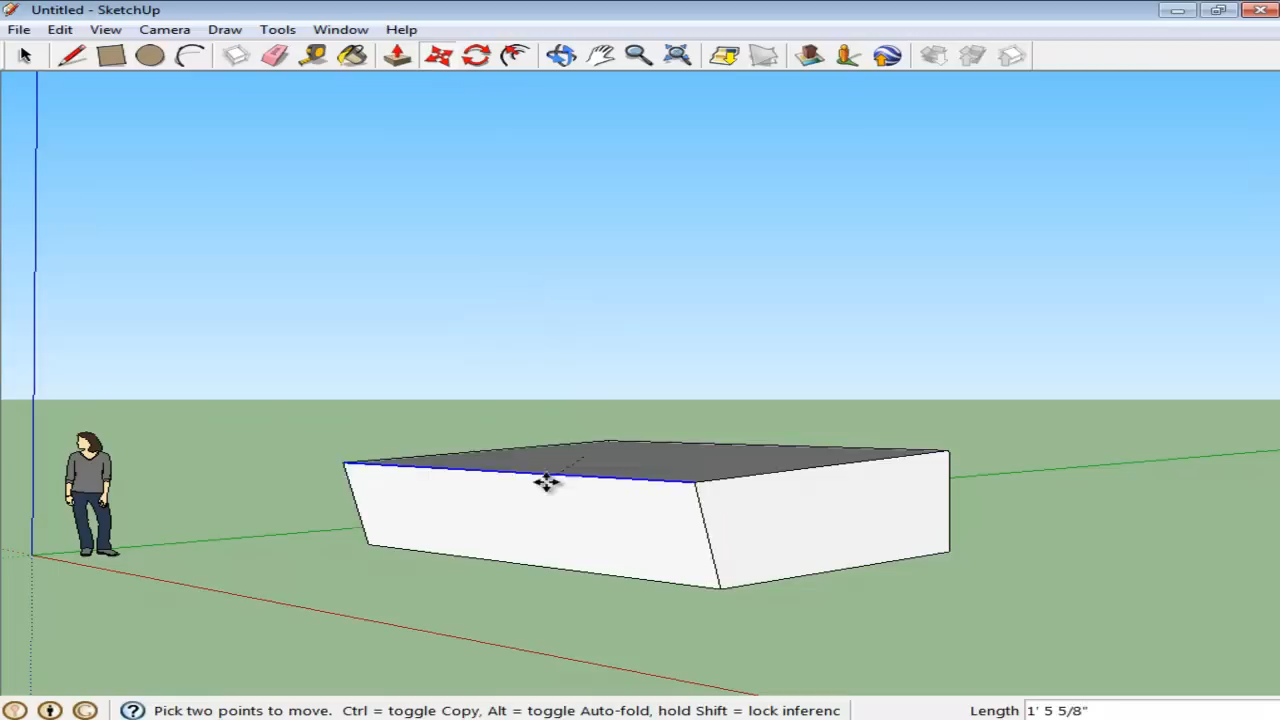 Untitled - SketchUp
File Edit View Camera Draw Tools Window Help
Pick two points to move. Ctrl = toggle Copy, Alt = toggle Auto-fold, hold Shift = lock inferenc
Length 1' 5 5/8"